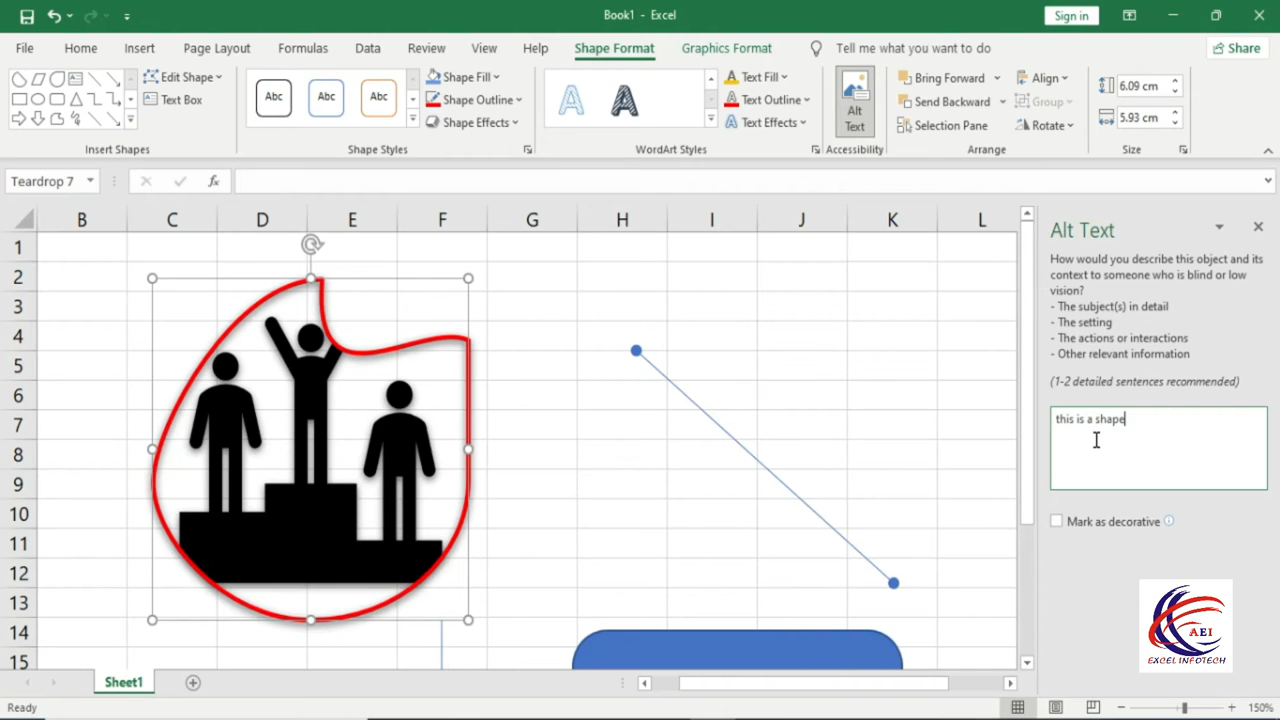 Book1 - Excel
Sign in
File Home Insert Page Layout Formulas Data Review View Help Shape Format Graphics Format Tell me what you want to do Share
Edit Shape
Text Box
Insert Shapes
Abc Abc Abc
Shape Fill
Shape Outline
Shape Effects
Shape Styles
A A
Text Fill
Text Outline
Text Effects
WordArt Styles
Alt
Text
Accessibility
Bring Forward
Send Backward
Selection Pane
Align
Group
Rotate
Arrange
6.09 cm
5.93 cm
Size
Teardrop 7
fx
B C D E F G H I J K L
1
2
3
4
5
6
7
8
9
10
11
12
13
14
15
Alt Text
How would you describe this object and its
context to someone who is blind or low
vision?
- The subject(s) in detail
- The setting
- The actions or interactions
- Other relevant information
(1-2 detailed sentences recommended)
this is a shape
Mark as decorative
AEI
EXCEL INFOTECH
Sheet1
Ready
150%